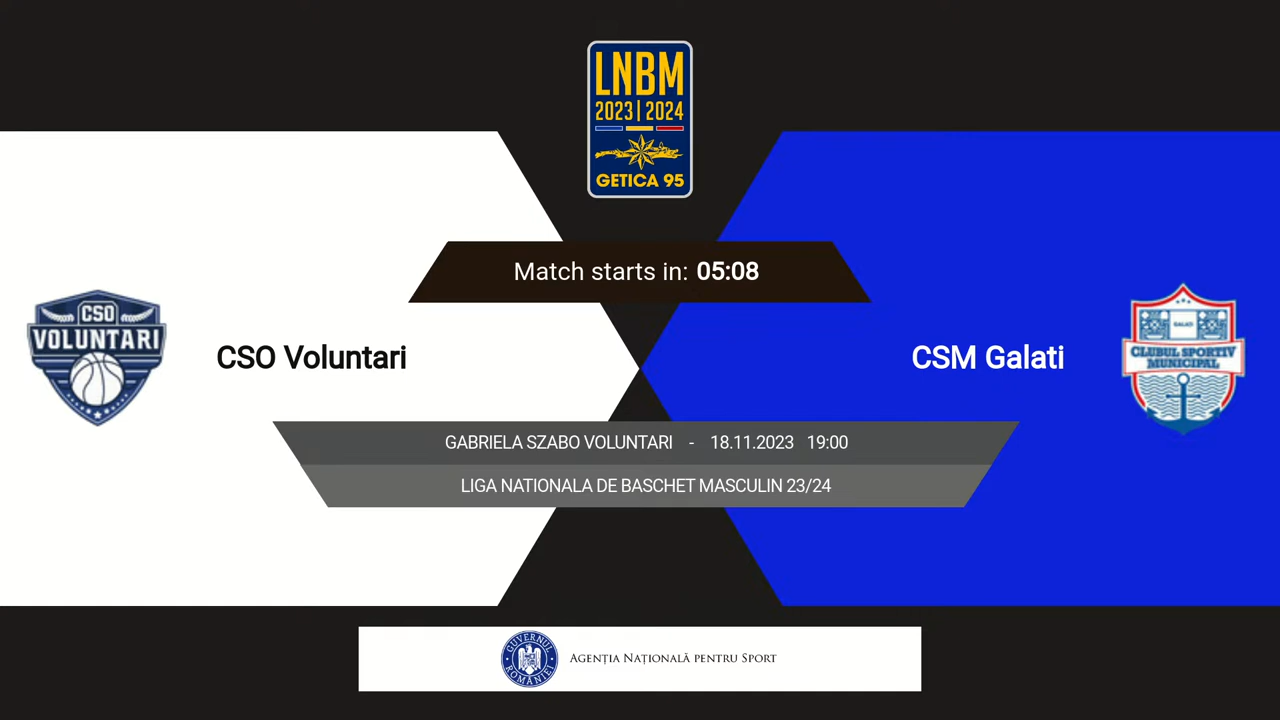 LNBM
2023|2024
GETICA 95
Match starts in: 05:08
CSO
VOLUNTARI
CSO Voluntari
CSM Galati
GALATI
CLUBUL SPORTIV
MUNICIPAL
GABRIELA SZABO VOLUNTARI - 18.11.2023 19:00
LIGA NATIONALA DE BASCHET MASCULIN 23/24
GUVERNUL
ROMÂNIEI
AGENȚIA NAȚIONALĂ PENTRU SPORT